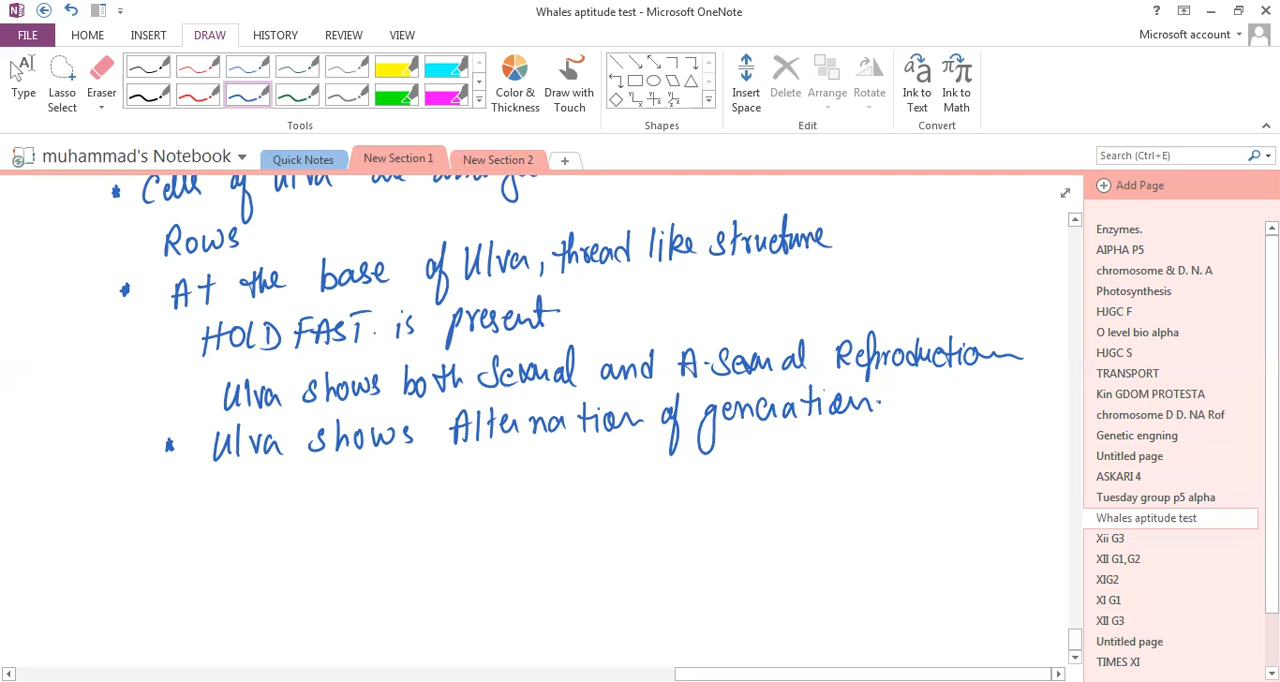 Whales aptitude test - Microsoft OneNote
FILE HOME INSERT DRAW HISTORY REVIEW VIEW
Microsoft account
Type
Lasso Select
Eraser
Color & Thickness
Draw with Touch
Insert Space
Delete
Arrange
Rotate
Ink to Text
Ink to Math
Tools
Shapes
Edit
Convert
muhammad's Notebook
Quick Notes
New Section 1
New Section 2
Search (Ctrl+E)
* Cells of Ulva are
Rows
* At the base of Ulva, thread like structure
HOLD FAST. is present
Ulva shows both Sexual and A-Sexual Reproduction
* Ulva shows Alternation of generation.
Add Page
Enzymes.
AlPHA P5
chromosome & D. N. A
Photosynthesis
HJGC F
O level bio alpha
HJGC S
TRANSPORT
Kin GDOM PROTESTA
chromosome D D. NA Rof
Genetic engning
Untitled page
ASKARI 4
Tuesday group p5 alpha
Whales aptitude test
Xii G3
XII G1,G2
XIG2
XI G1
XII G3
Untitled page
TIMES XI